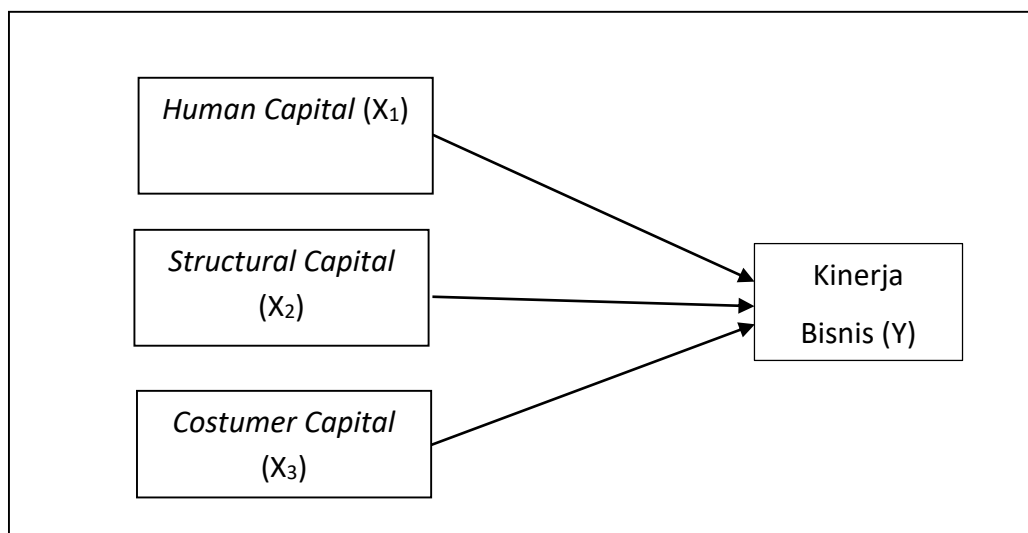 Human Capital (X₁)
Structural Capital
(X₂)
Costumer Capital
(X₃)
Kinerja
Bisnis (Y)